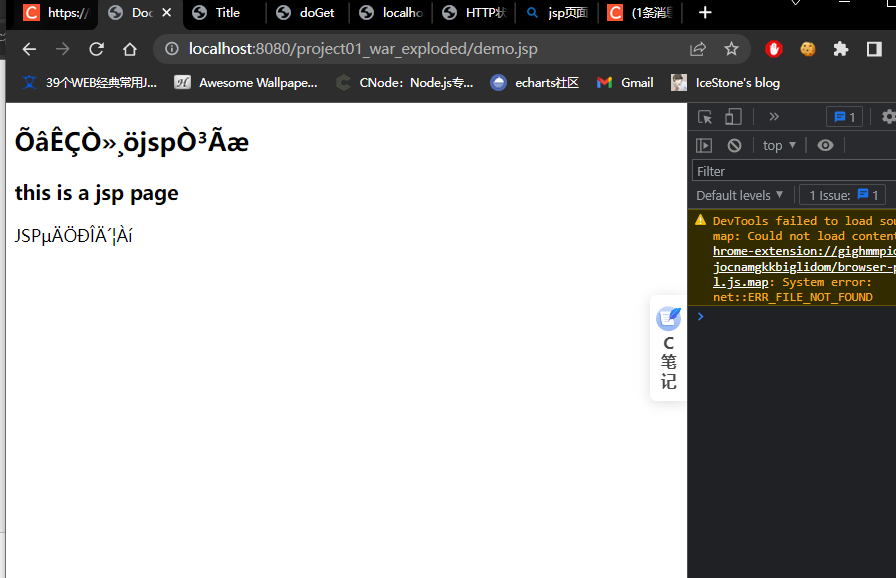 https://
Doc
Title
doGet
localho
HTTP状
jsp页面
(1条消息
localhost:8080/project01_war_exploded/demo.jsp
39个WEB经典常用J...
Awesome Wallpape...
CNode：Node.js专...
echarts社区
Gmail
IceStone's blog
ÕâÊÇÒ»¸öjspÒ³Ãæ
this is a jsp page
JSPµÄÖÐÎÄ´¦Àí
C
笔
记
1
top
Filter
Default levels
1 Issue: 1
DevTools failed to load sou
map: Could not load content
hrome-extension://gighmmpio
jocnamgkkbiglidom/browser-p
l.js.map: System error:
net::ERR_FILE_NOT_FOUND